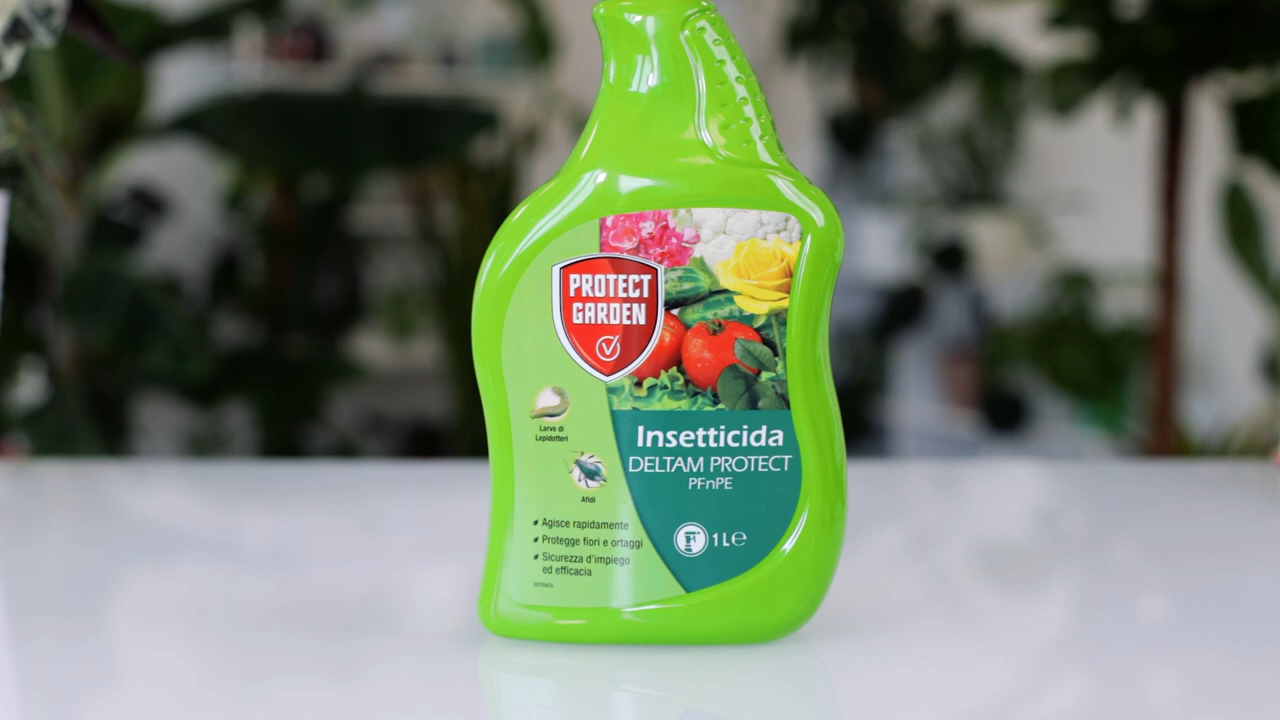 PROTECT
GARDEN
Larve di
Lepidotteri
Afidi
Agisce rapidamente
Protegge fiori e ortaggi
Sicurezza d'impiego
ed efficacia
Insetticida
DELTAM PROTECT
PFnPE
1L℮